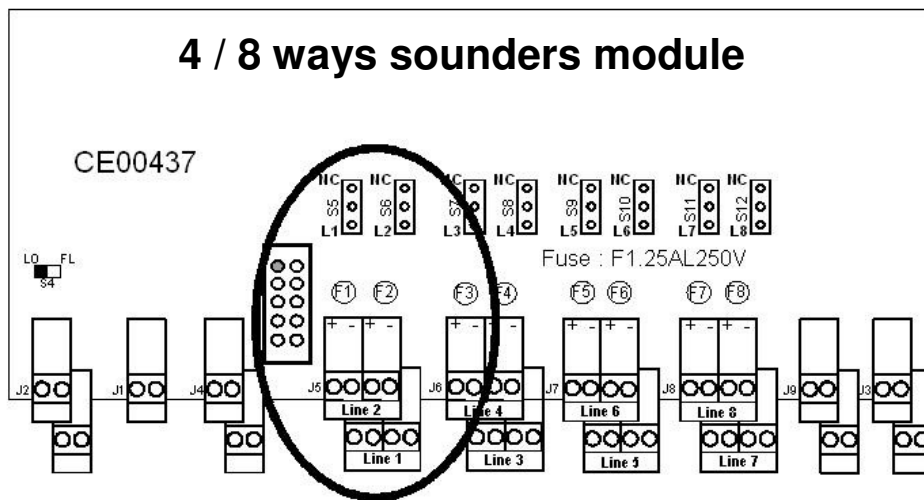 4 / 8 ways sounders module
CE00437
NC NC NC NC NC NC NC NC
S5 S6 S7 S8 S9 S10 S11 S12
L1 L2 L3 L4 L5 L6 L7 L8
LO FL
S4
Fuse : F1.25AL250V
F1 F2 F3 F4 F5 F6 F7 F8
+ - + - + - + - + - + - + - + -
J2 J1 J4 J5 J6 J7 J8 J9 J3
Line 2 Line 4 Line 6 Line 8
Line 1 Line 3 Line 5 Line 7